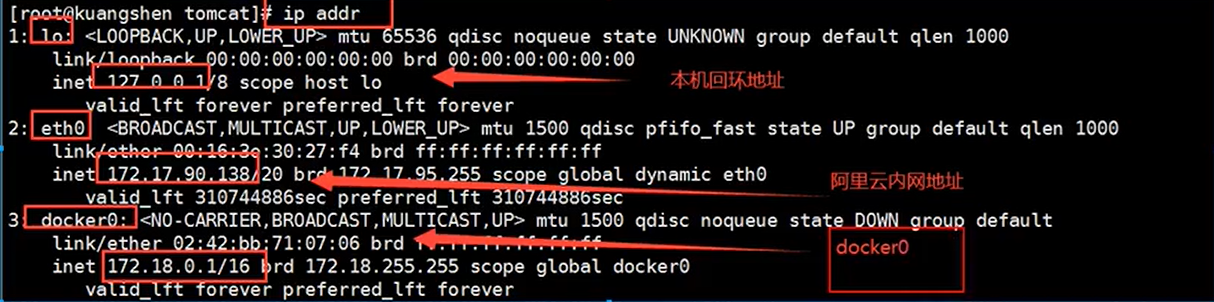 [root@kuangshen tomcat]# ip addr
1: lo: <LOOPBACK,UP,LOWER_UP> mtu 65536 qdisc noqueue state UNKNOWN group default qlen 1000
link/loopback 00:00:00:00:00:00 brd 00:00:00:00:00:00
inet 127.0.0.1/8 scope host lo
本机回环地址
valid_lft forever preferred_lft forever
2: eth0: <BROADCAST,MULTICAST,UP,LOWER_UP> mtu 1500 qdisc pfifo_fast state UP group default qlen 1000
link/ether 00:16:3e:30:27:f4 brd ff:ff:ff:ff:ff:ff
inet 172.17.90.138/20 brd 172.17.95.255 scope global dynamic eth0
阿里云内网地址
valid_lft 310744886sec preferred_lft 310744886sec
3: docker0: <NO-CARRIER,BROADCAST,MULTICAST,UP> mtu 1500 qdisc noqueue state DOWN group default
link/ether 02:42:bb:71:07:06 brd ff:ff:ff:ff:ff:ff
docker0
inet 172.18.0.1/16 brd 172.18.255.255 scope global docker0
valid_lft forever preferred_lft forever